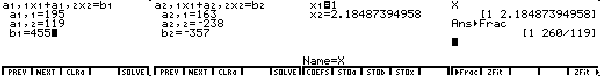 a1,1x1+a1,2x2=b1
a1,1=195
a1,2=119
b1=455
PREV NEXT CLRq SOLVE
a2,1x1+a2,2x2=b2
a2,1=163
a2,2=-238
b2=-357
PREV NEXT CLRq SOLVE
x1=1
x2=2.18487394958
Name=X
COEFS STOa STOb STOx
X
[1 2.18487394958]
Ans▸Frac
[1 260/119]
▸Frac 2Fit 2Fit